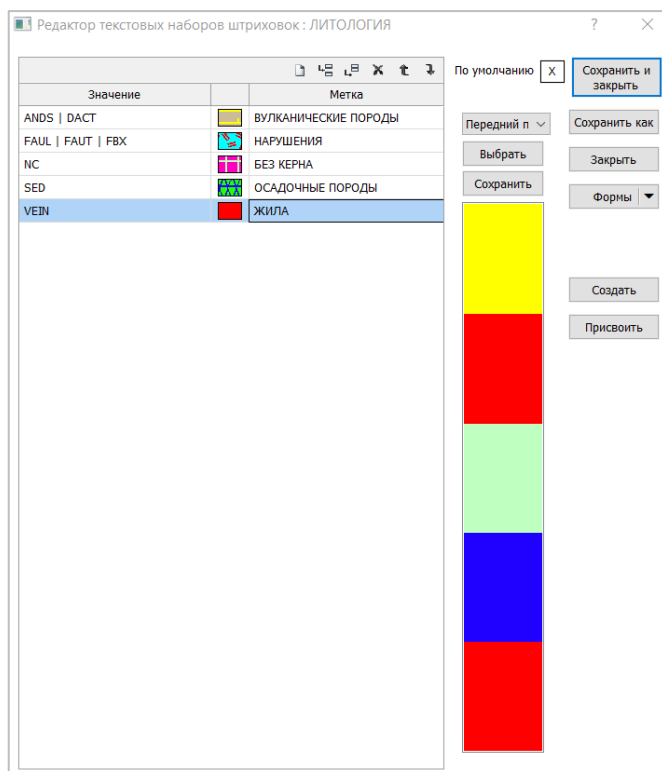 Редактор текстовых наборов штриховок : ЛИТОЛОГИЯ
?
По умолчанию X
Сохранить и закрыть
Значение Метка
ANDS | DACT ВУЛКАНИЧЕСКИЕ ПОРОДЫ
FAUL | FAUT | FBX НАРУШЕНИЯ
NC БЕЗ КЕРНА
SED ОСАДОЧНЫЕ ПОРОДЫ
VEIN ЖИЛА
Передний п
Выбрать
Сохранить
Сохранить как
Закрыть
Формы
Создать
Присвоить